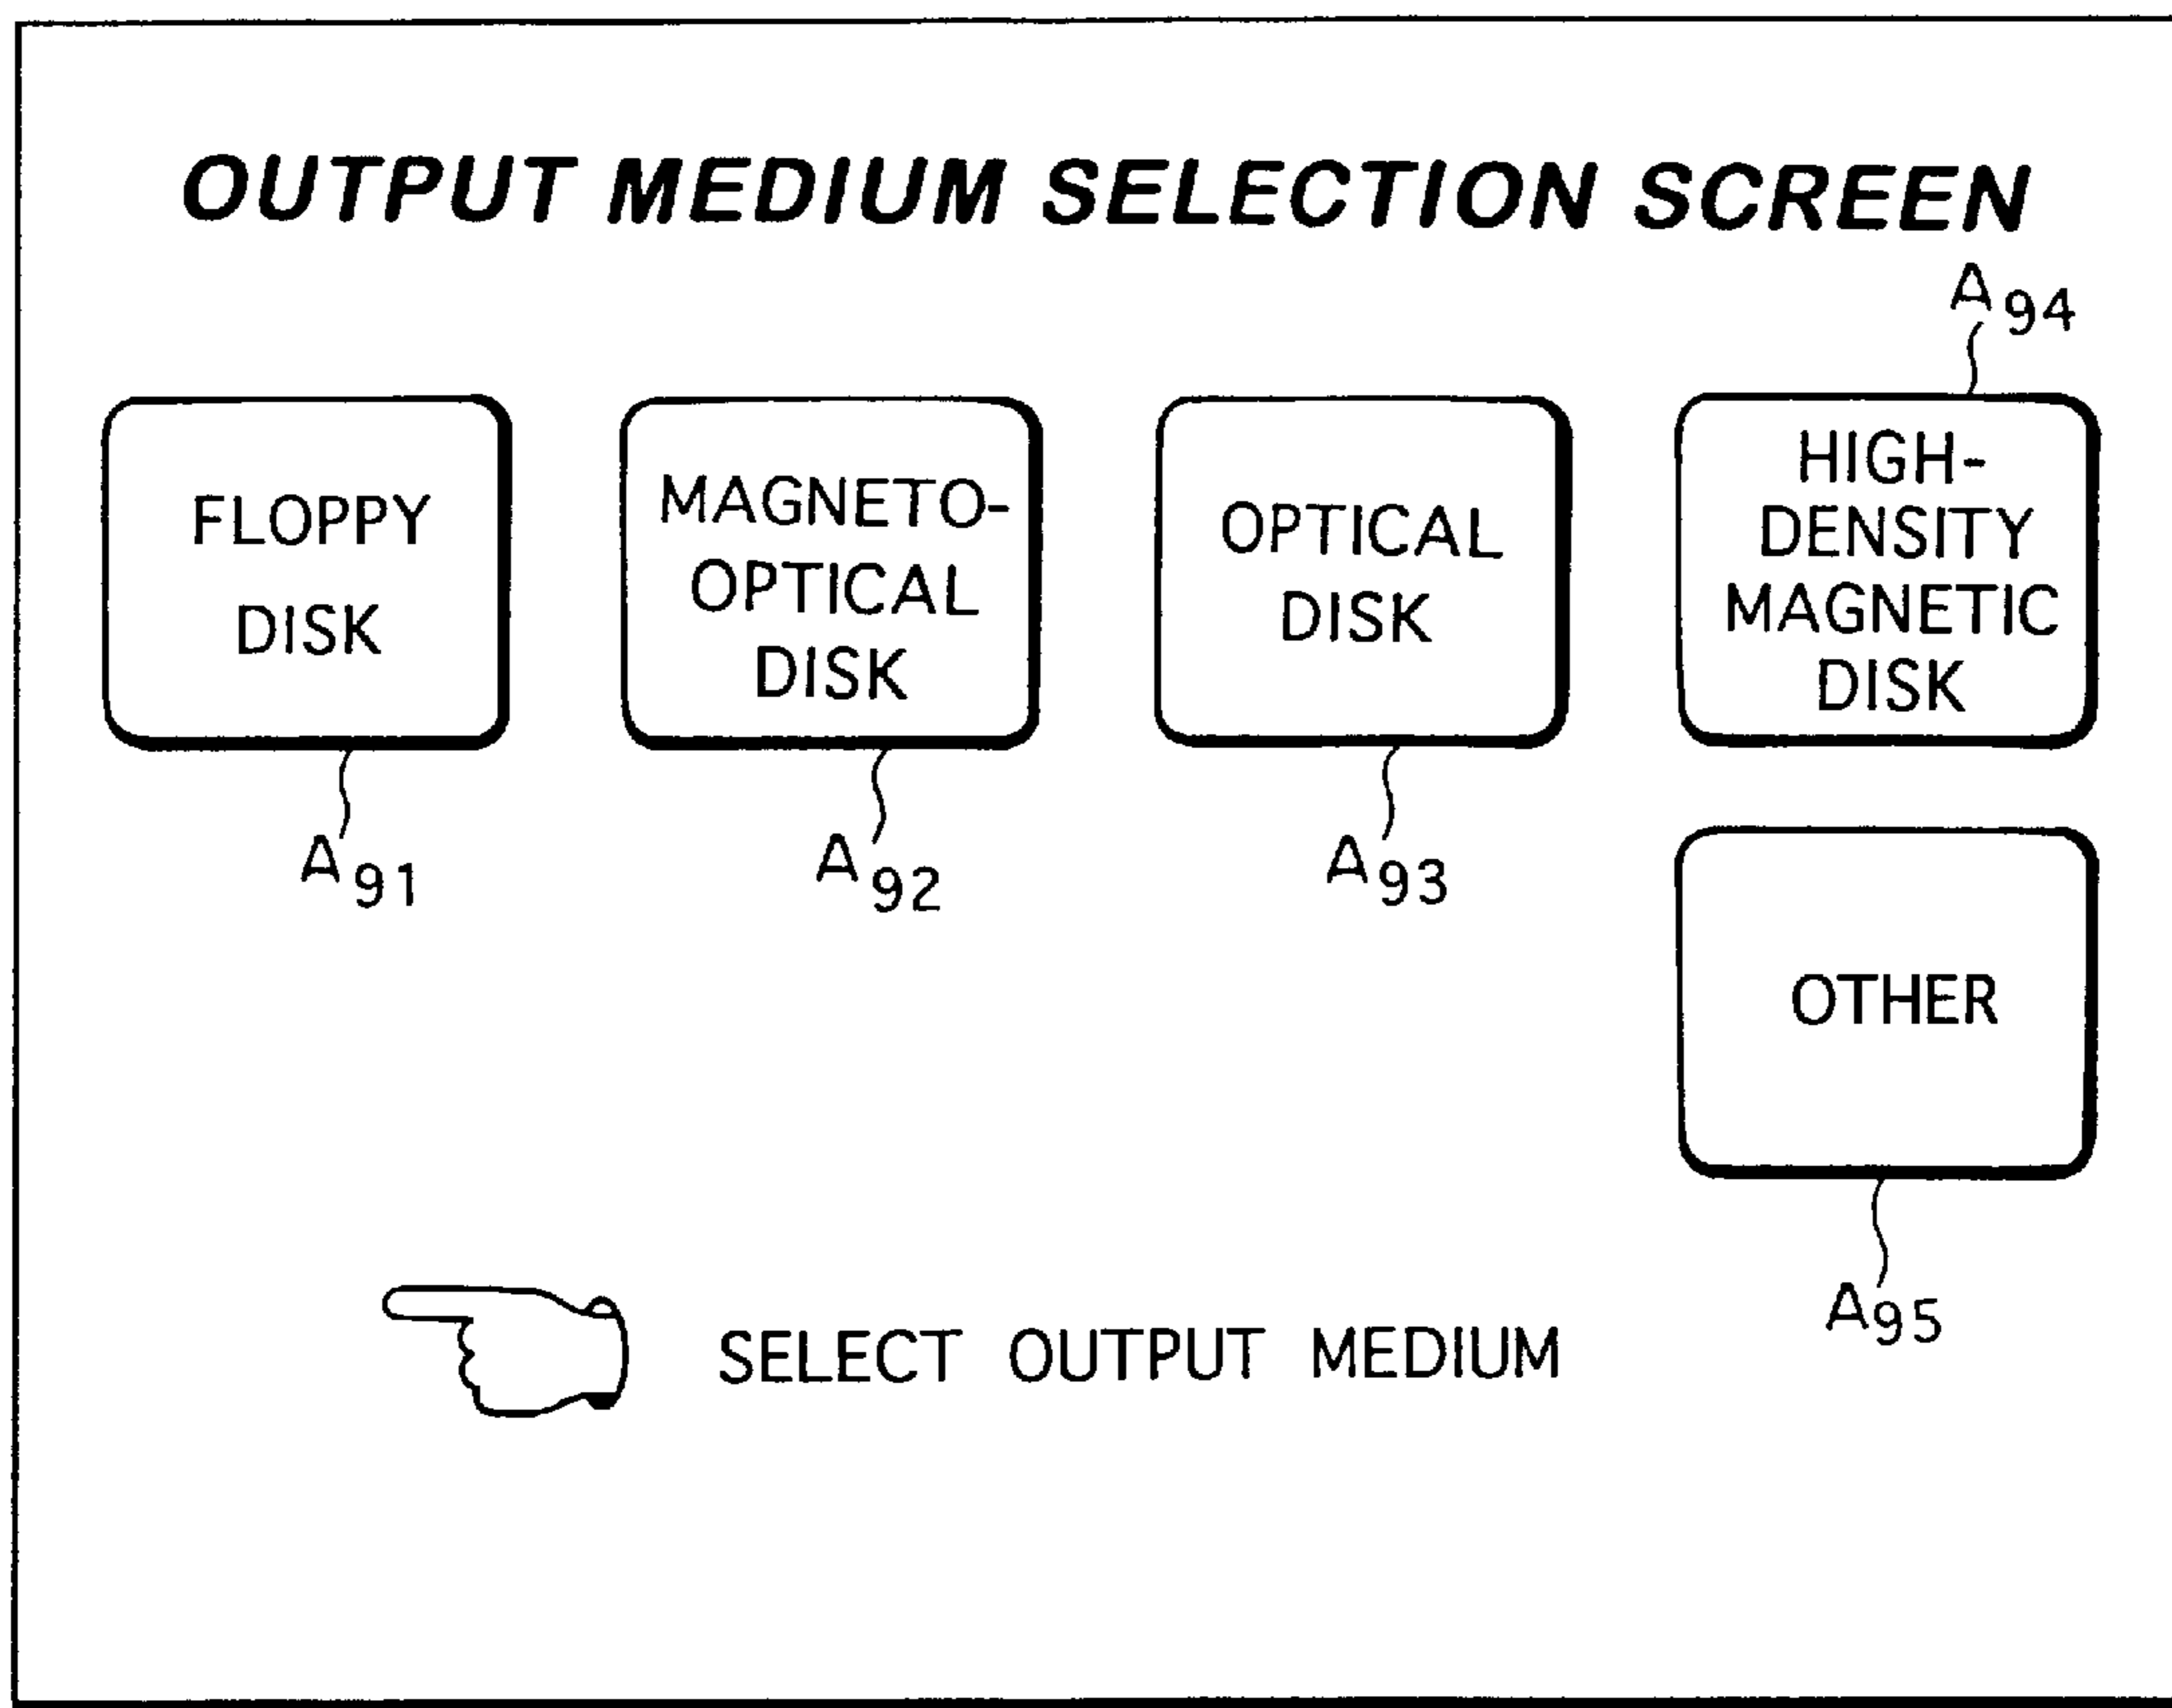 OUTPUT MEDIUM SELECTION SCREEN
A94
FLOPPY
DISK
MAGNETO-
OPTICAL
DISK
OPTICAL
DISK
HIGH-
DENSITY
MAGNETIC
DISK
A91
A92
A93
OTHER
A95
SELECT OUTPUT MEDIUM